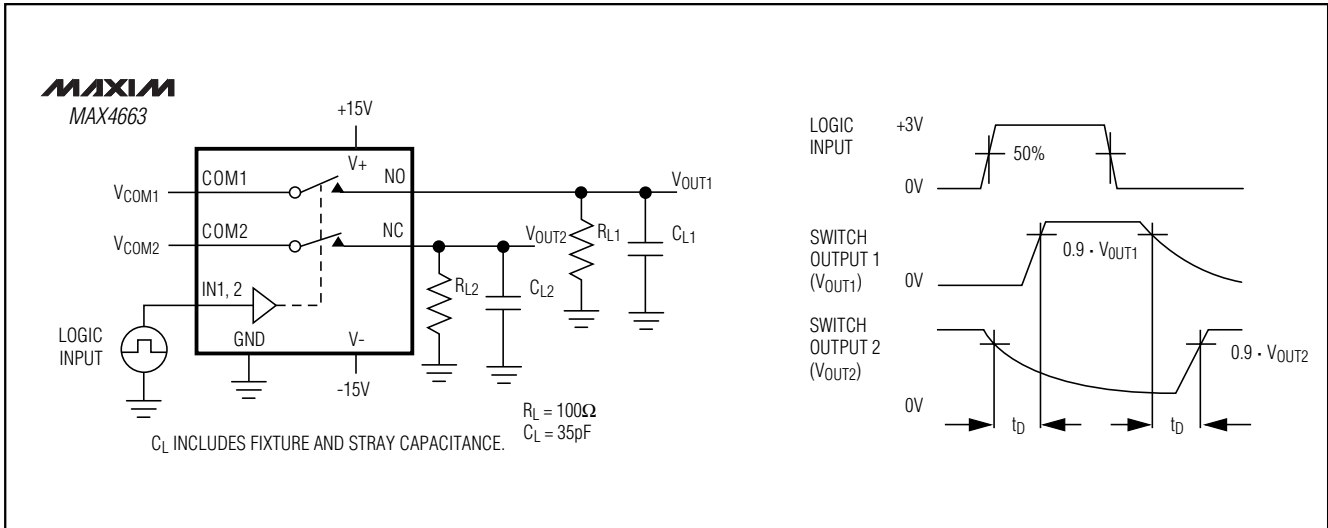 MAXIM
MAX4663
+15V
V+
COM1
NO
VCOM1
VOUT1
COM2
NC
VCOM2
VOUT2
RL1
CL1
RL2
CL2
IN1, 2
LOGIC
INPUT
GND
V-
-15V
RL = 100Ω
CL = 35pF
CL INCLUDES FIXTURE AND STRAY CAPACITANCE.
LOGIC
INPUT
+3V
50%
0V
SWITCH
OUTPUT 1
(VOUT1)
0.9 · VOUT1
0V
SWITCH
OUTPUT 2
(VOUT2)
0.9 · VOUT2
0V
tD
tD